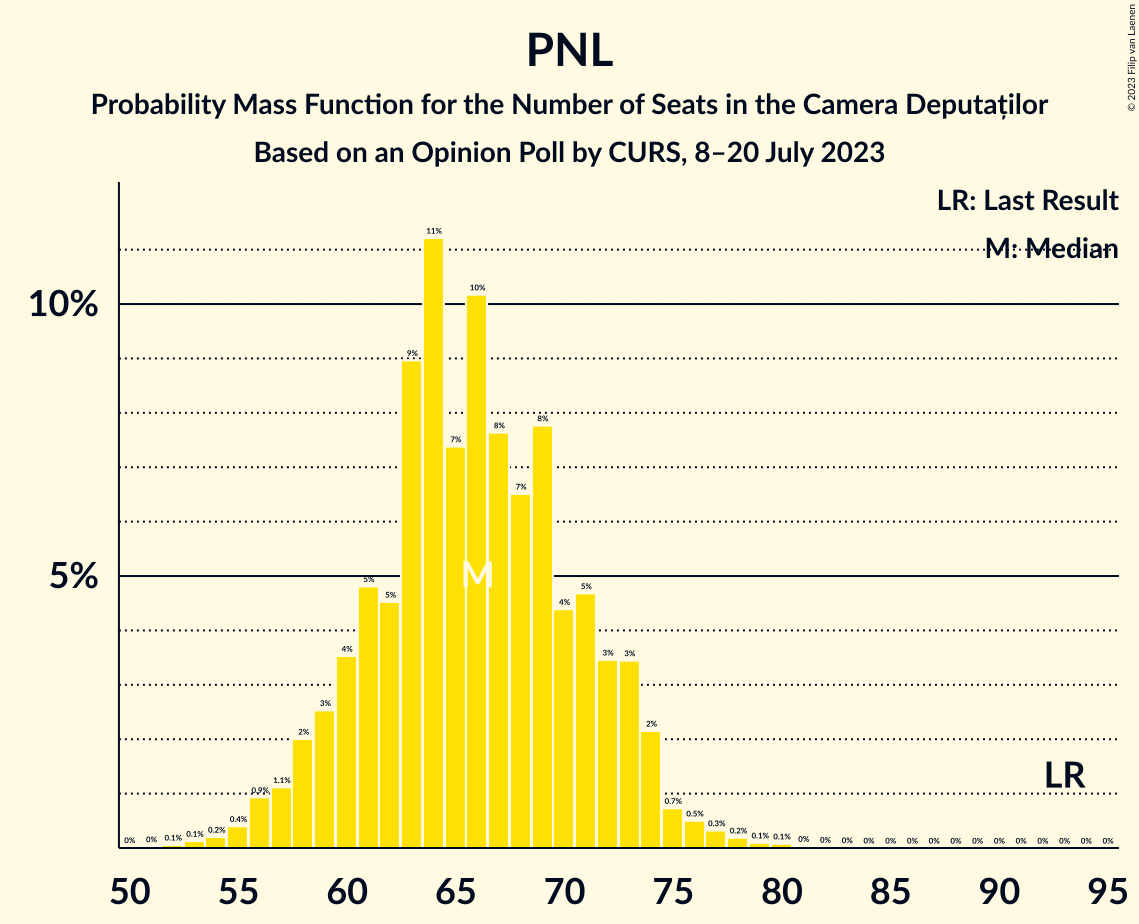 PNL
Probability Mass Function for the Number of Seats in the Camera Deputaților
Based on an Opinion Poll by CURS, 8–20 July 2023
© 2023 Filip van Laenen
LR: Last Result
M: Median
10%
5%
0% 0% 0.1% 0.1% 0.2% 0.4% 0.9% 1.1% 2% 3% 4% 5% 5% 9% 11% 7% 10% 8% 7% 8% 4% 5% 3% 3% 2% 0.7% 0.5% 0.3% 0.2% 0.1% 0.1% 0% 0% 0% 0% 0% 0% 0% 0% 0% 0% 0% 0% 0% 0% 0%
M
LR
50 55 60 65 70 75 80 85 90 95